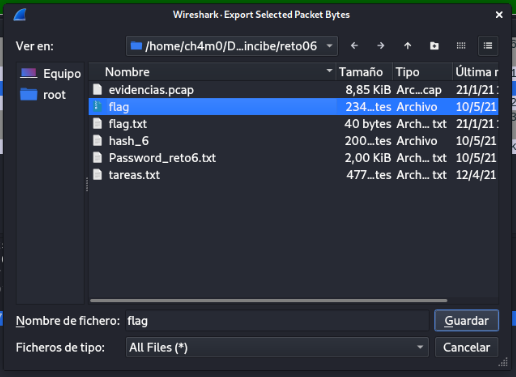 Wireshark · Export Selected Packet Bytes
Ver en: /home/ch4m0/D...incibe/reto06
Equipo
root
Nombre Tamaño Tipo Última
evidencias.pcap 8,85 KiB Arc...cap 21/1/21
flag 234...tes Archivo 10/5/21
flag.txt 40 bytes Arch... txt 21/1/21
hash_6 200...tes Archivo 10/5/21
Password_reto6.txt 2,00 KiB Arch... txt 10/5/21
tareas.txt 477...tes Arch... txt 12/4/21
Nombre de fichero: flag Guardar
Ficheros de tipo: All Files (*) Cancelar